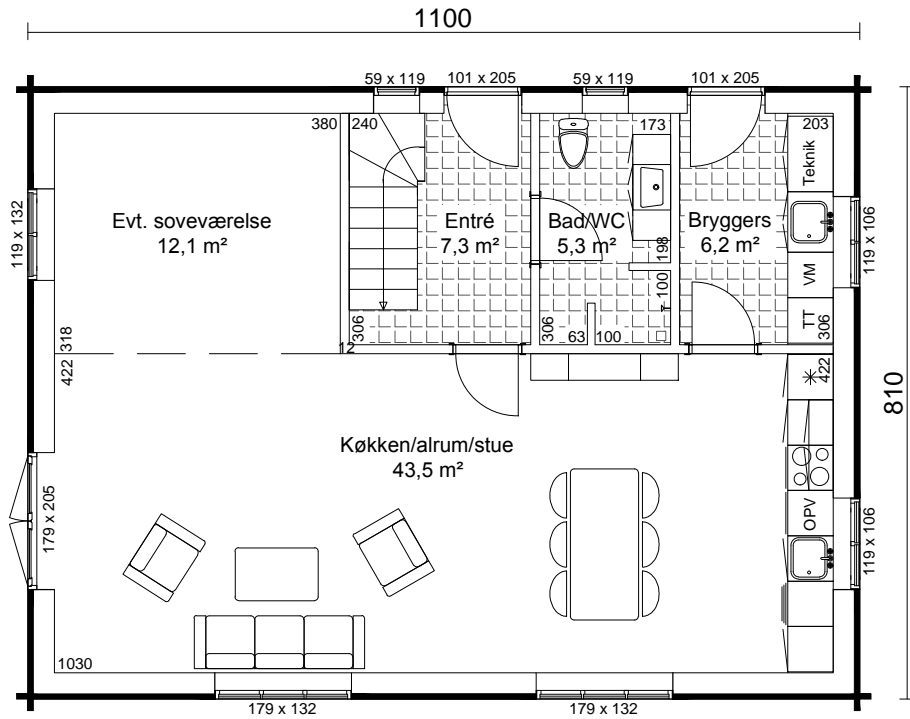 1100
59 x 119
101 x 205
59 x 119
101 x 205
380
240
173
203
Teknik
119 x 132
Evt. soveværelse
12,1 m²
Entré
7,3 m²
Bad/WC
5,3 m²
Bryggers
6,2 m²
119 x 106
198
VM
100
TT
306
306
306
63
100
318
12
422
422
810
Køkken/alrum/stue
43,5 m²
179 x 205
OPV
119 x 106
1030
179 x 132
179 x 132